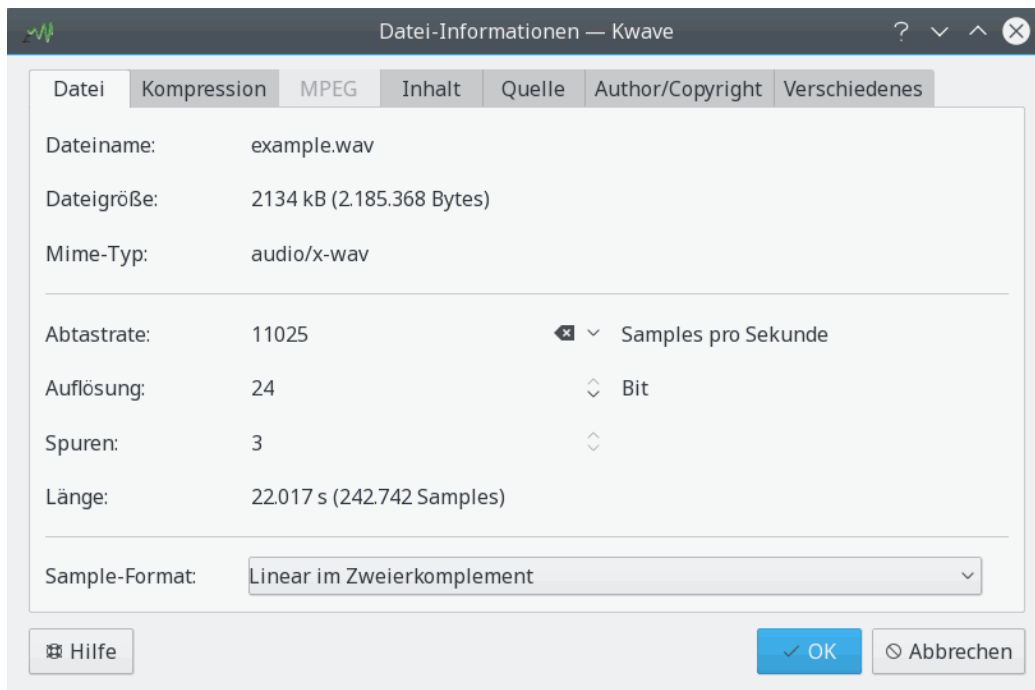 Datei-Informationen — Kwave
Datei Kompression MPEG Inhalt Quelle Author/Copyright Verschiedenes
Dateiname: example.wav
Dateigröße: 2134 kB (2.185.368 Bytes)
Mime-Typ: audio/x-wav
Abtastrate: 11025 Samples pro Sekunde
Auflösung: 24 Bit
Spuren: 3
Länge: 22.017 s (242.742 Samples)
Sample-Format: Linear im Zweierkomplement
Hilfe OK Abbrechen